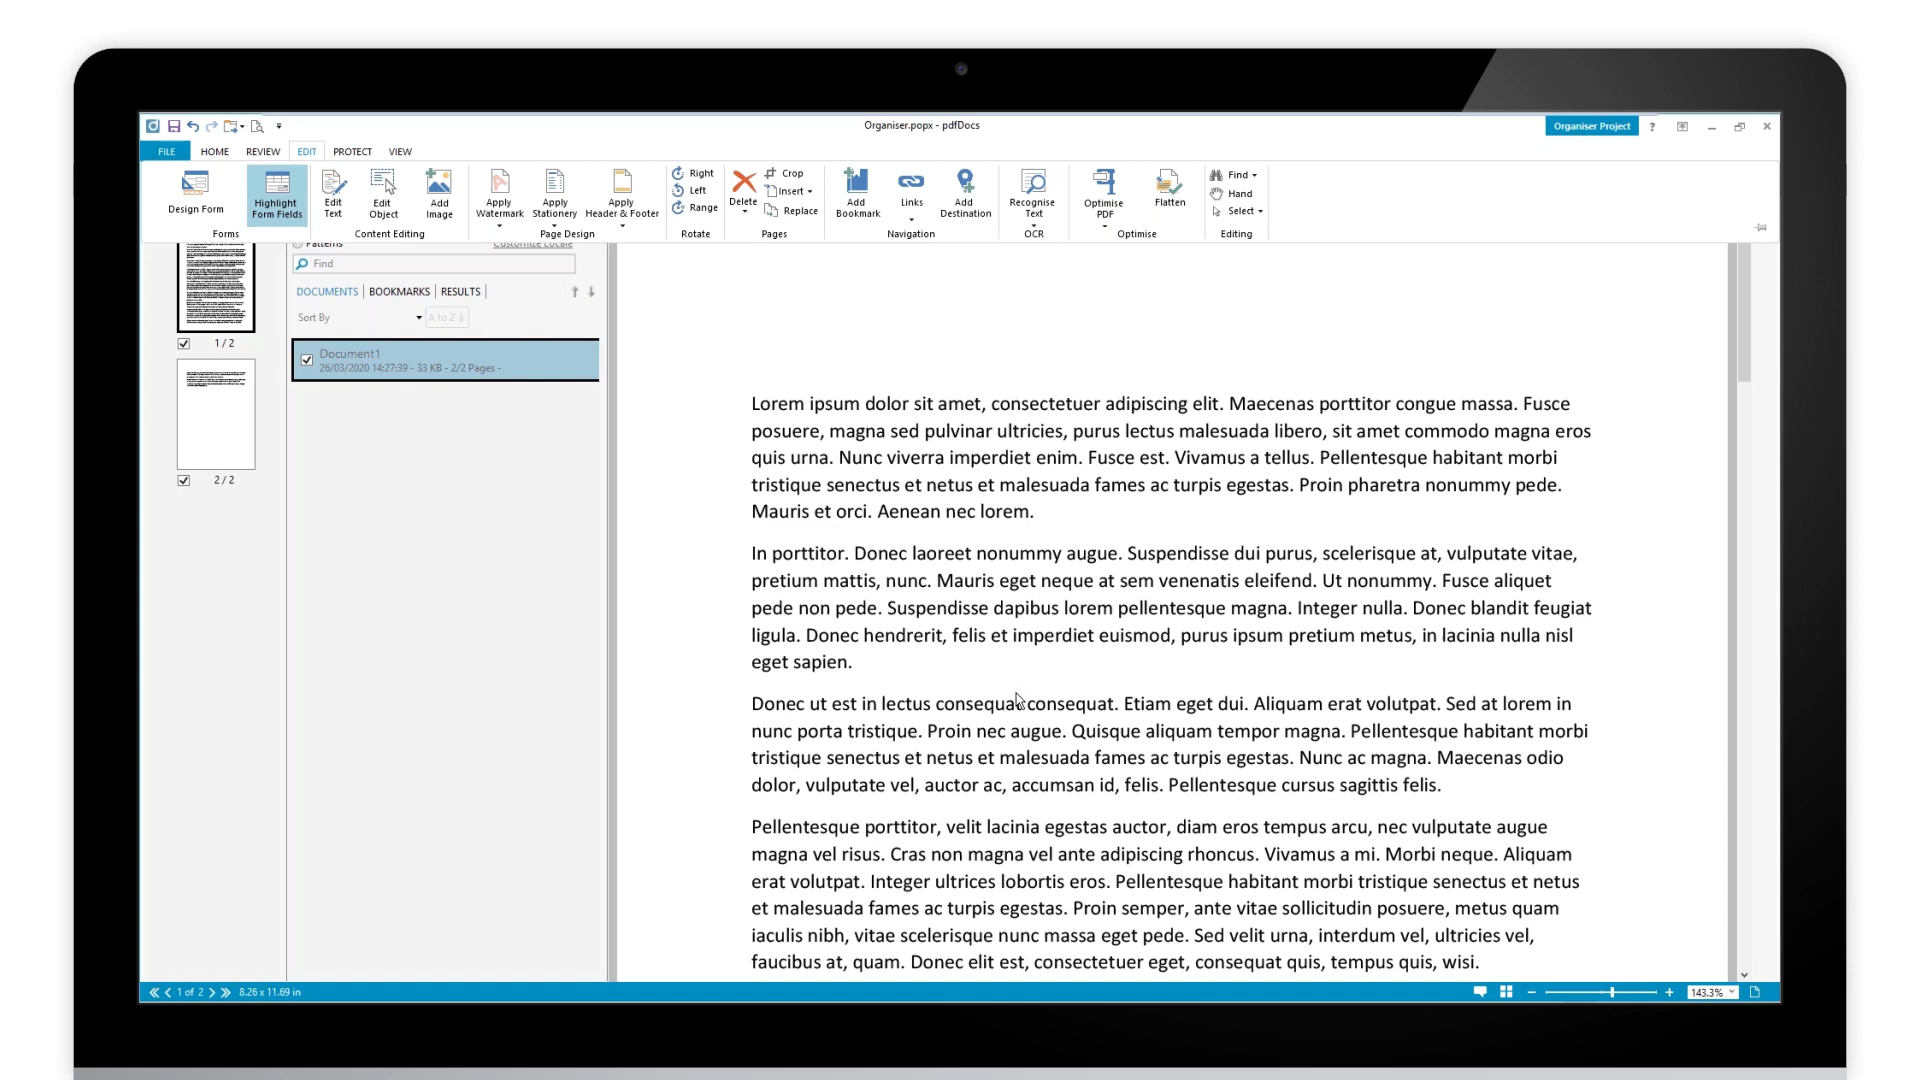 Organiser.popx - pdfDocs
Organiser Project
?
FILE
HOME
REVIEW
EDIT
PROTECT
VIEW
Design Form
Highlight
Form Fields
Forms
Edit
Text
Edit
Object
Add
Image
Content Editing
Apply
Watermark
Apply
Stationery
Apply
Header & Footer
Page Design
Right
Left
Range
Rotate
Delete
Crop
Insert
Replace
Pages
Add
Bookmark
Links
Add
Destination
Navigation
Recognise
Text
OCR
Optimise
PDF
Flatten
Optimise
Find
Hand
Select
Editing
Patterns
Customize Locale
Find
DOCUMENTS
BOOKMARKS
RESULTS
Sort By
A to Z
Document1
26/03/2020 14:27:39 - 33 KB - 2/2 Pages -
1 / 2
2 / 2
Lorem ipsum dolor sit amet, consectetuer adipiscing elit. Maecenas porttitor congue massa. Fusce
posuere, magna sed pulvinar ultricies, purus lectus malesuada libero, sit amet commodo magna eros
quis urna. Nunc viverra imperdiet enim. Fusce est. Vivamus a tellus. Pellentesque habitant morbi
tristique senectus et netus et malesuada fames ac turpis egestas. Proin pharetra nonummy pede.
Mauris et orci. Aenean nec lorem.
In porttitor. Donec laoreet nonummy augue. Suspendisse dui purus, scelerisque at, vulputate vitae,
pretium mattis, nunc. Mauris eget neque at sem venenatis eleifend. Ut nonummy. Fusce aliquet
pede non pede. Suspendisse dapibus lorem pellentesque magna. Integer nulla. Donec blandit feugiat
ligula. Donec hendrerit, felis et imperdiet euismod, purus ipsum pretium metus, in lacinia nulla nisl
eget sapien.
Donec ut est in lectus consequat consequat. Etiam eget dui. Aliquam erat volutpat. Sed at lorem in
nunc porta tristique. Proin nec augue. Quisque aliquam tempor magna. Pellentesque habitant morbi
tristique senectus et netus et malesuada fames ac turpis egestas. Nunc ac magna. Maecenas odio
dolor, vulputate vel, auctor ac, accumsan id, felis. Pellentesque cursus sagittis felis.
Pellentesque porttitor, velit lacinia egestas auctor, diam eros tempus arcu, nec vulputate augue
magna vel risus. Cras non magna vel ante adipiscing rhoncus. Vivamus a mi. Morbi neque. Aliquam
erat volutpat. Integer ultrices lobortis eros. Pellentesque habitant morbi tristique senectus et netus
et malesuada fames ac turpis egestas. Proin semper, ante vitae sollicitudin posuere, metus quam
iaculis nibh, vitae scelerisque nunc massa eget pede. Sed velit urna, interdum vel, ultricies vel,
faucibus at, quam. Donec elit est, consectetuer eget, consequat quis, tempus quis, wisi.
1 of 2
8.26 x 11.69 in
143.3%